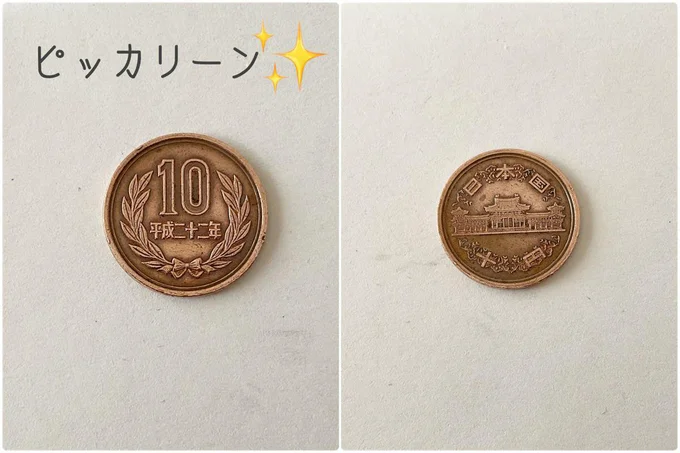 ピッカリーン✨
10
平成二十二年
日本国
十円